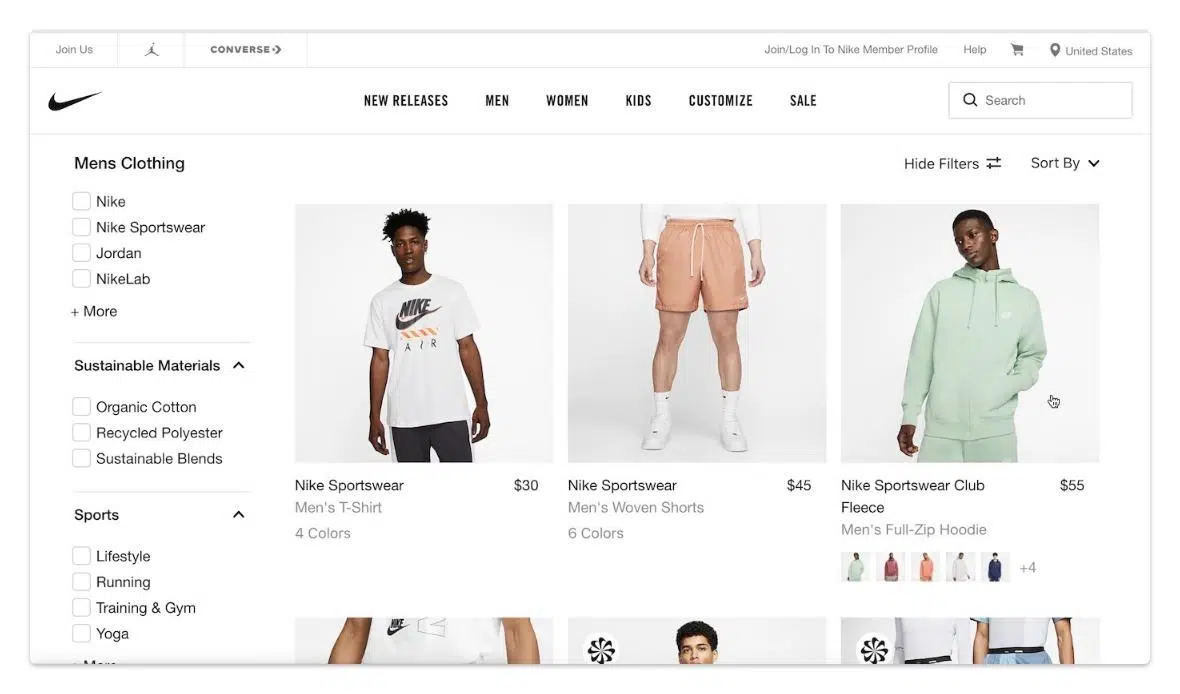 Join Us
CONVERSE
Join/Log In To Nike Member Profile
Help
United States
NEW RELEASES
MEN
WOMEN
KIDS
CUSTOMIZE
SALE
Search
Mens Clothing
Hide Filters
Sort By
Nike
Nike Sportswear
Jordan
NikeLab
+ More
Sustainable Materials
Organic Cotton
Recycled Polyester
Sustainable Blends
Sports
Lifestyle
Running
Training & Gym
Yoga
NIKE
AIR
Nike Sportswear
$30
Men's T-Shirt
4 Colors
Nike Sportswear
$45
Men's Woven Shorts
6 Colors
Nike Sportswear Club
Fleece
$55
Men's Full-Zip Hoodie
+4
NIKE